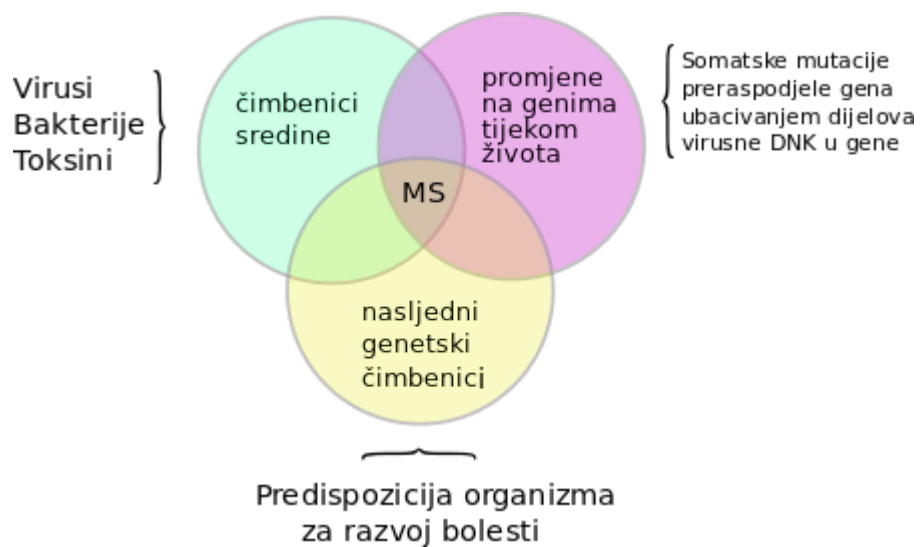 Virusi
Bakterije
Toksini
čimbenici
sredine
promjene
na genima
tijekom
života
Somatske mutacije
preraspodjele gena
ubacivanjem dijelova
virusne DNK u gene
MS
nasljedni
genetski
čimbenici
Predispozicija organizma
za razvoj bolesti